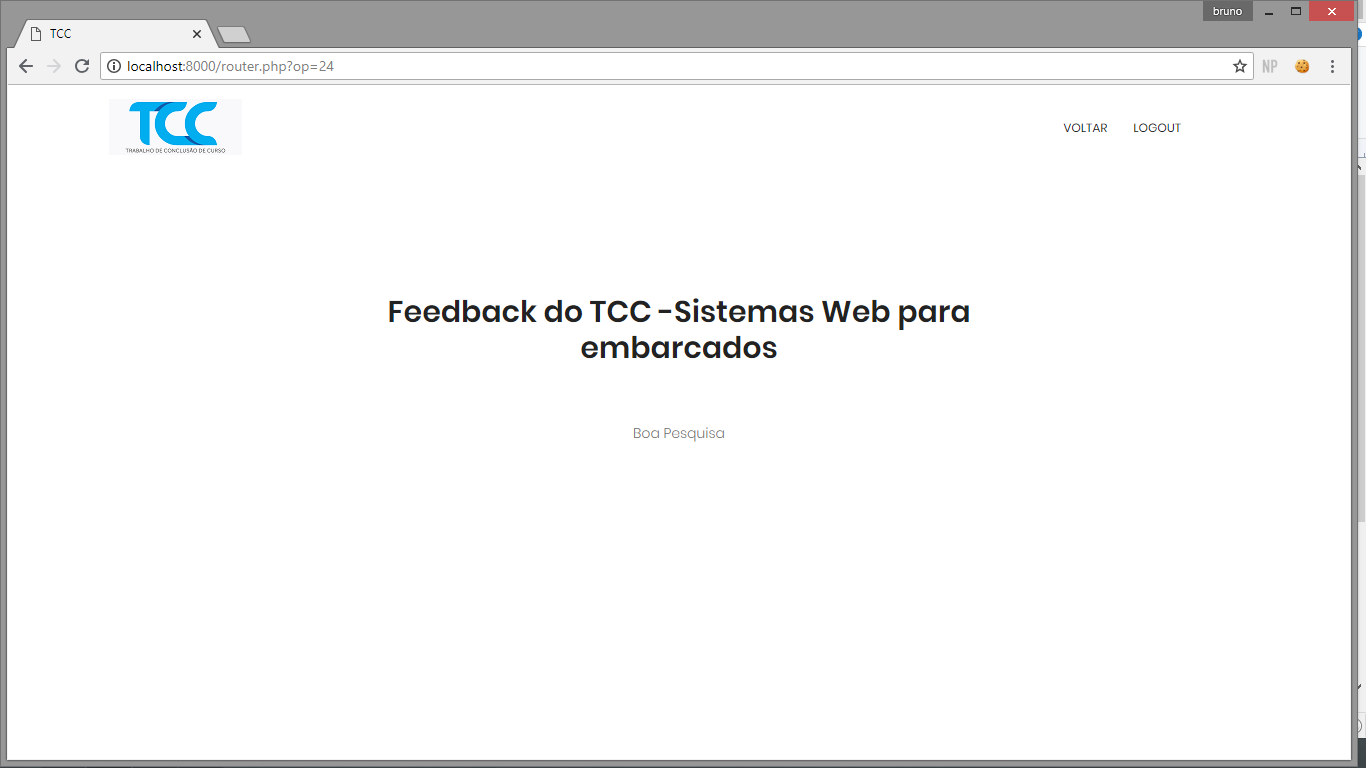 bruno
TCC
localhost:8000/router.php?op=24
NP
TCC
TRABALHO DE CONCLUSÃO DE CURSO
VOLTAR LOGOUT
Feedback do TCC -Sistemas Web para
embarcados
Boa Pesquisa